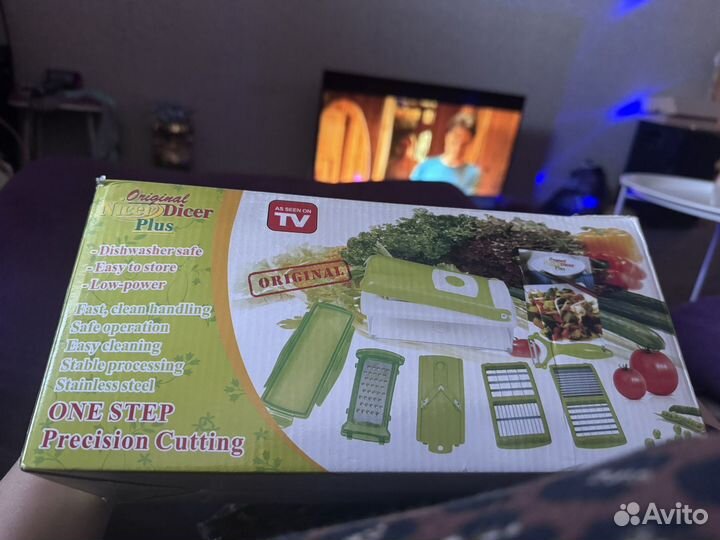 Original
Nicer Dicer
Plus
- Dishwasher safe
- Easy to store
- Low-power
Fast, clean handling
Safe operation
Easy cleaning
Stable processing
Stainless steel
ONE STEP
Precision Cutting
AS SEEN ON
TV
ORIGINAL
Avito